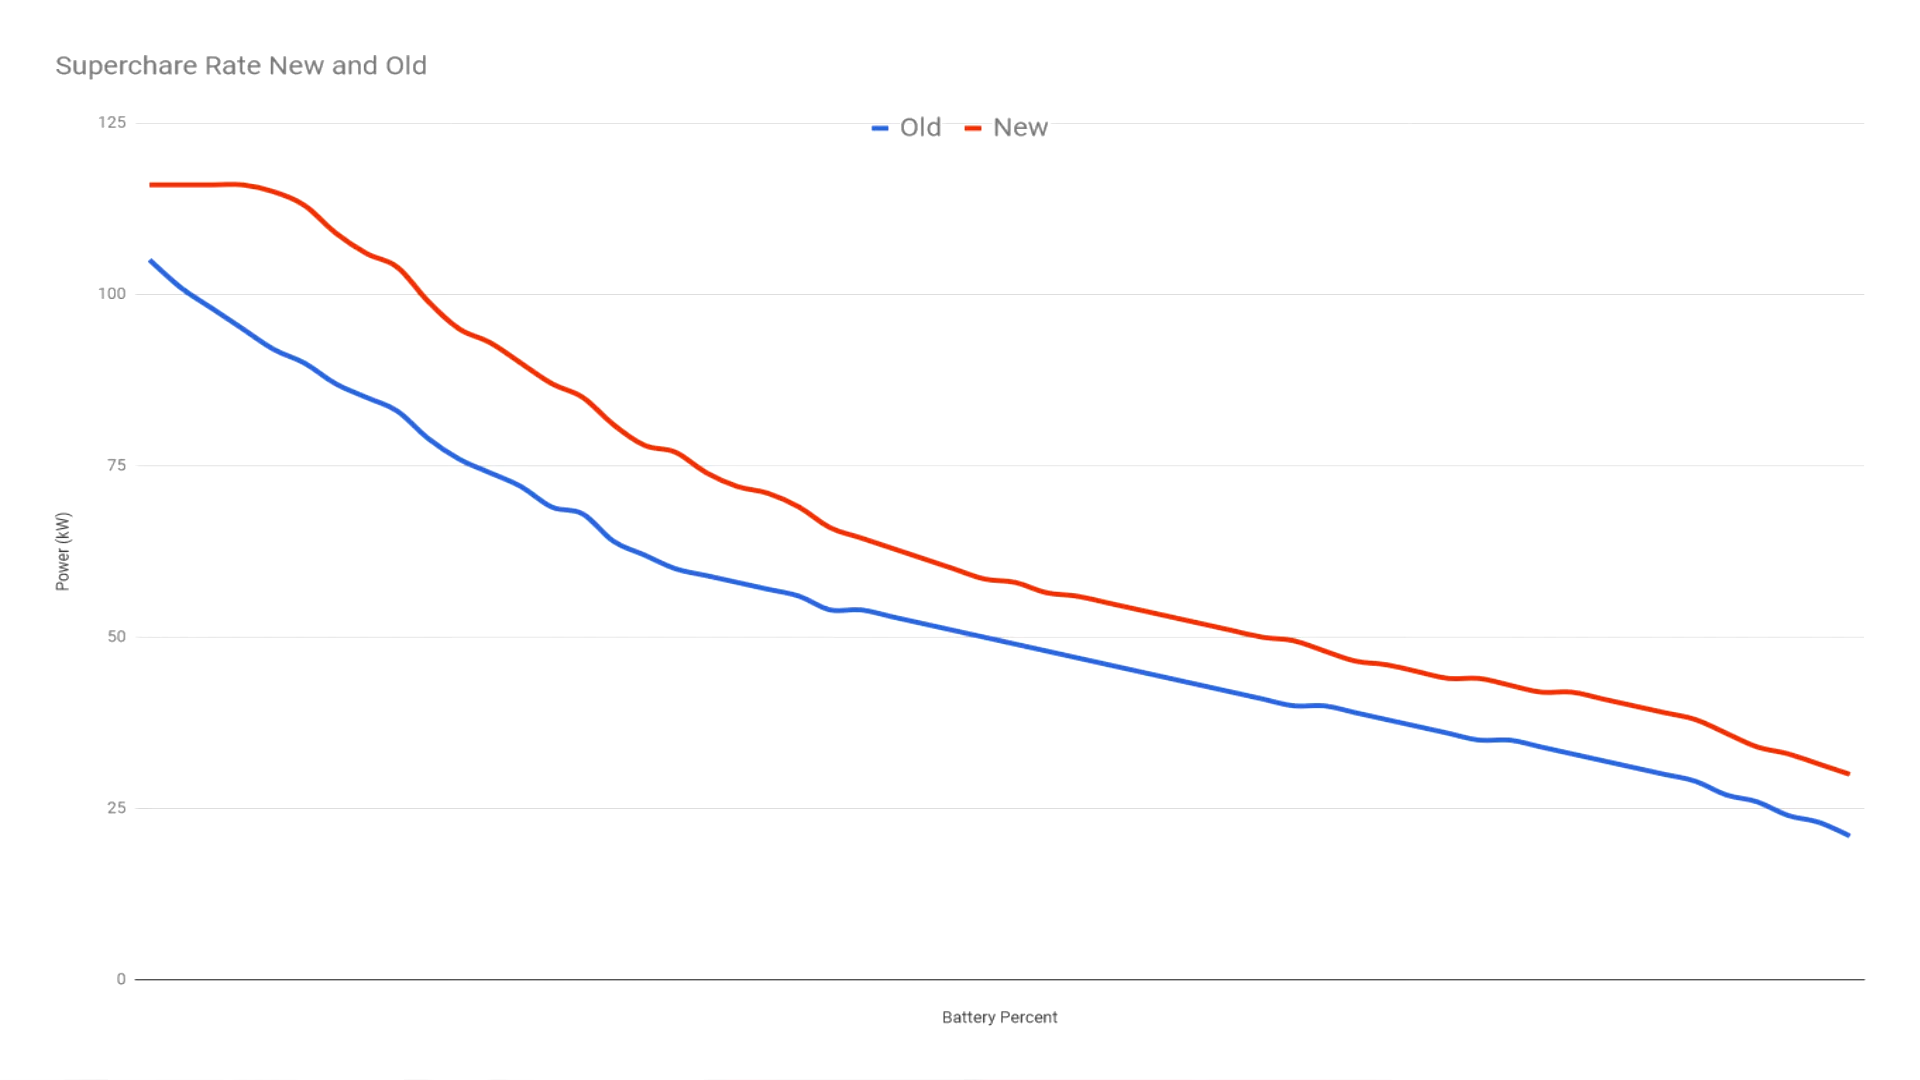 Superchare Rate New and Old
Old New
125
100
75
50
25
0
Power (kW)
Battery Percent